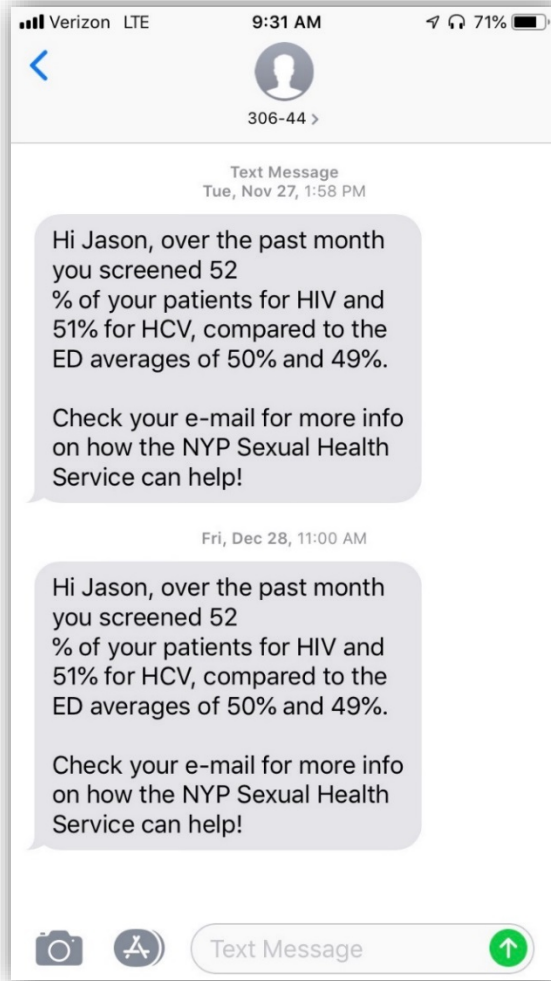 Verizon LTE 9:31 AM 71%
306-44 >
Text Message
Tue, Nov 27, 1:58 PM
Hi Jason, over the past month
you screened 52
% of your patients for HIV and
51% for HCV, compared to the
ED averages of 50% and 49%.
Check your e-mail for more info
on how the NYP Sexual Health
Service can help!
Fri, Dec 28, 11:00 AM
Hi Jason, over the past month
you screened 52
% of your patients for HIV and
51% for HCV, compared to the
ED averages of 50% and 49%.
Check your e-mail for more info
on how the NYP Sexual Health
Service can help!
Text Message